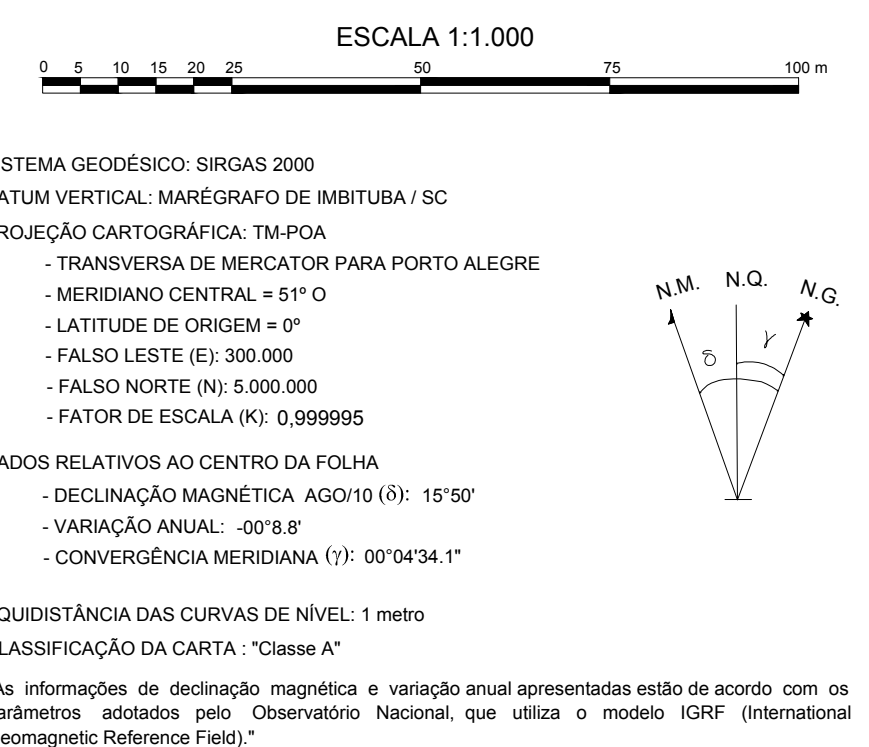 ESCALA 1:1.000
0 5 10 15 20 25 50 75 100 m
ISTEMA GEODÉSICO: SIRGAS 2000
ATUM VERTICAL: MARÉGRAFO DE IMBITUBA / SC
ROJEÇÃO CARTOGRÁFICA: TM-POA
- TRANSVERSA DE MERCATOR PARA PORTO ALEGRE
- MERIDIANO CENTRAL = 51º O
- LATITUDE DE ORIGEM = 0º
- FALSO LESTE (E): 300.000
- FALSO NORTE (N): 5.000.000
- FATOR DE ESCALA (K): 0,999995
N.M. N.Q. N.G.
δ γ
ADOS RELATIVOS AO CENTRO DA FOLHA
- DECLINAÇÃO MAGNÉTICA AGO/10 (δ): 15°50'
- VARIAÇÃO ANUAL: -00°8.8'
- CONVERGÊNCIA MERIDIANA (γ): 00°04'34.1"
QUIDISTÂNCIA DAS CURVAS DE NÍVEL: 1 metro
LASSIFICAÇÃO DA CARTA : "Classe A"
As informações de declinação magnética e variação anual apresentadas estão de acordo com os
arâmetros adotados pelo Observatório Nacional, que utiliza o modelo IGRF (International
eomagnetic Reference Field)."